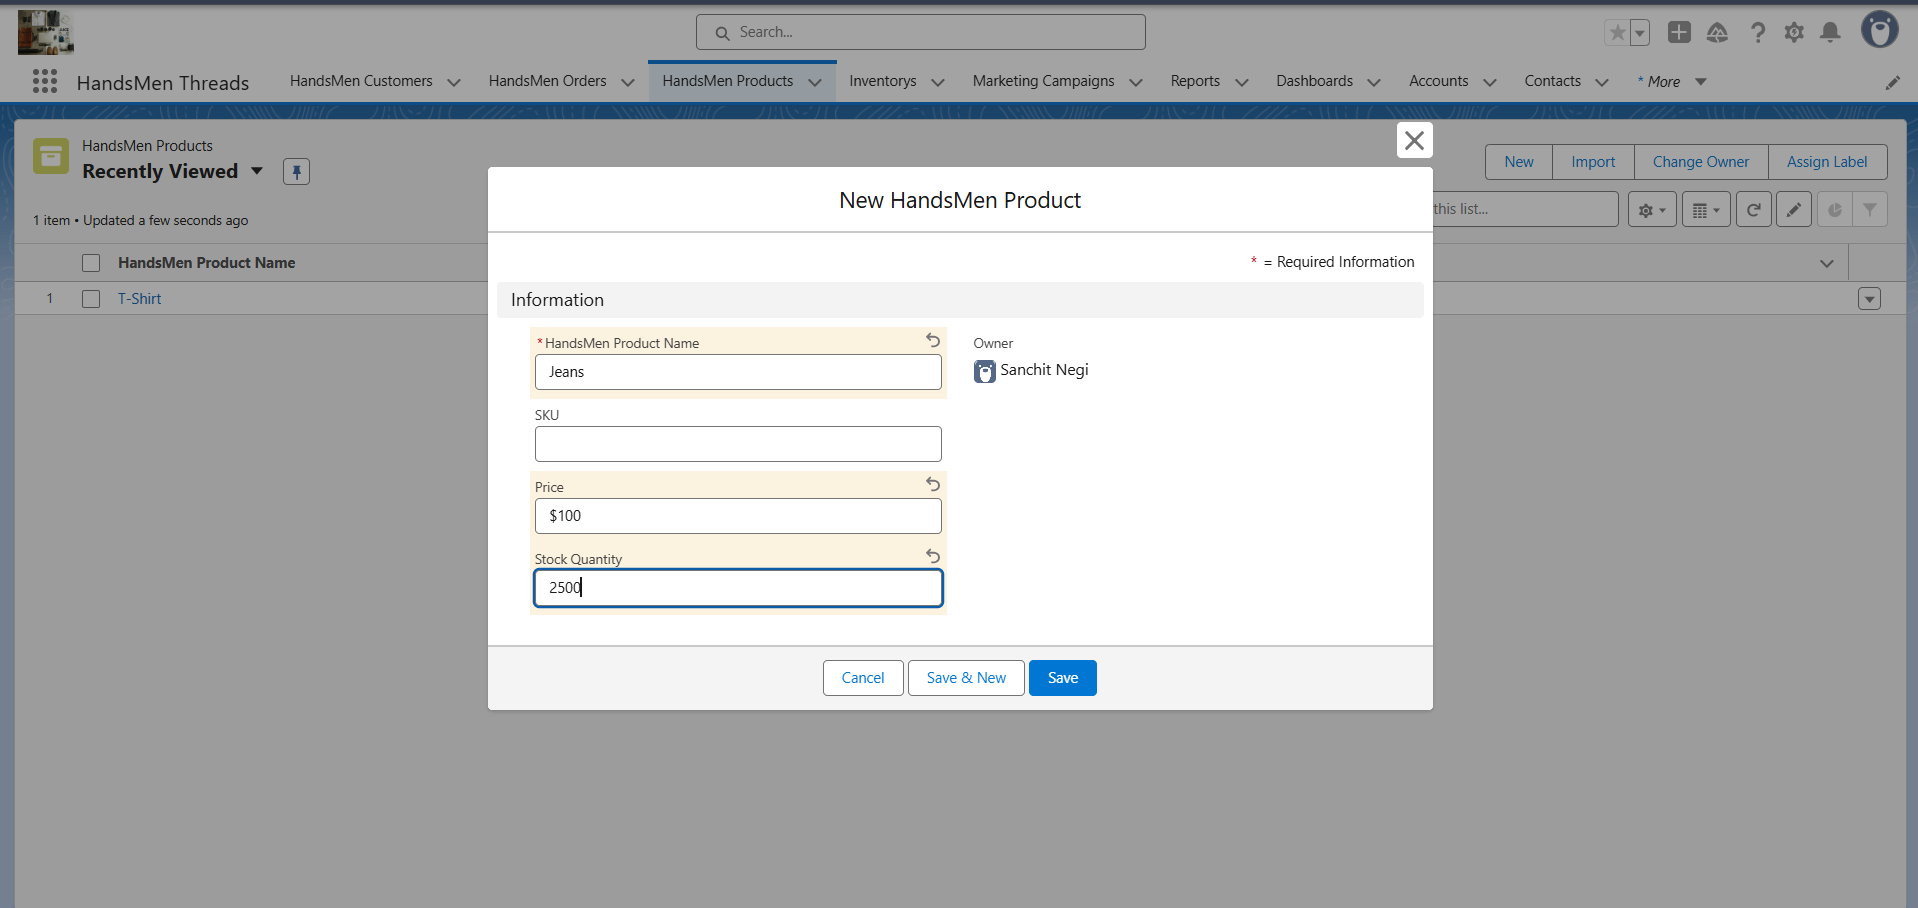 Search...
HandsMen Threads
HandsMen Customers
HandsMen Orders
HandsMen Products
Inventorys
Marketing Campaigns
Reports
Dashboards
Accounts
Contacts
* More
HandsMen Products
Recently Viewed
New
Import
Change Owner
Assign Label
1 item • Updated a few seconds ago
this list...
HandsMen Product Name
1
T-Shirt
New HandsMen Product
* = Required Information
Information
*HandsMen Product Name
Jeans
Owner
Sanchit Negi
SKU
Price
$100
Stock Quantity
2500
Cancel
Save & New
Save